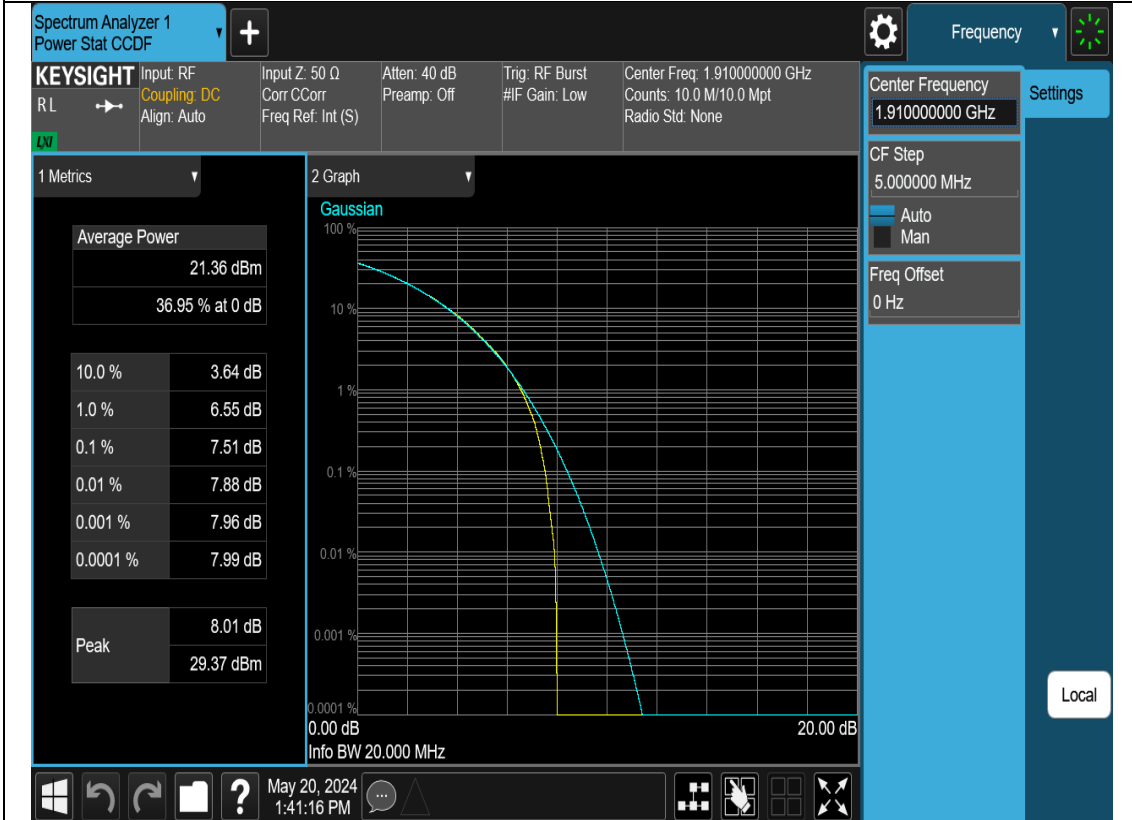 Spectrum Analyzer 1
Power Stat CCDF
+
Frequency
KEYSIGHT
R L
LXI
Input: RF
Coupling: DC
Align: Auto
Input Z: 50 Ω
Corr CCorr
Freq Ref: Int (S)
Atten: 40 dB
Preamp: Off
Trig: RF Burst
#IF Gain: Low
Center Freq: 1.910000000 GHz
Counts: 10.0 M/10.0 Mpt
Radio Std: None
1 Metrics
Average Power
21.36 dBm
36.95 % at 0 dB
10.0 % 3.64 dB
1.0 % 6.55 dB
0.1 % 7.51 dB
0.01 % 7.88 dB
0.001 % 7.96 dB
0.0001 % 7.99 dB
Peak
8.01 dB
29.37 dBm
2 Graph
Gaussian
100 %
10 %
1 %
0.1 %
0.01 %
0.001 %
0.0001 %
0.00 dB 20.00 dB
Info BW 20.000 MHz
Center Frequency
1.910000000 GHz
CF Step
5.000000 MHz
Auto
Man
Freq Offset
0 Hz
Settings
Local
?
May 20, 2024
1:41:16 PM